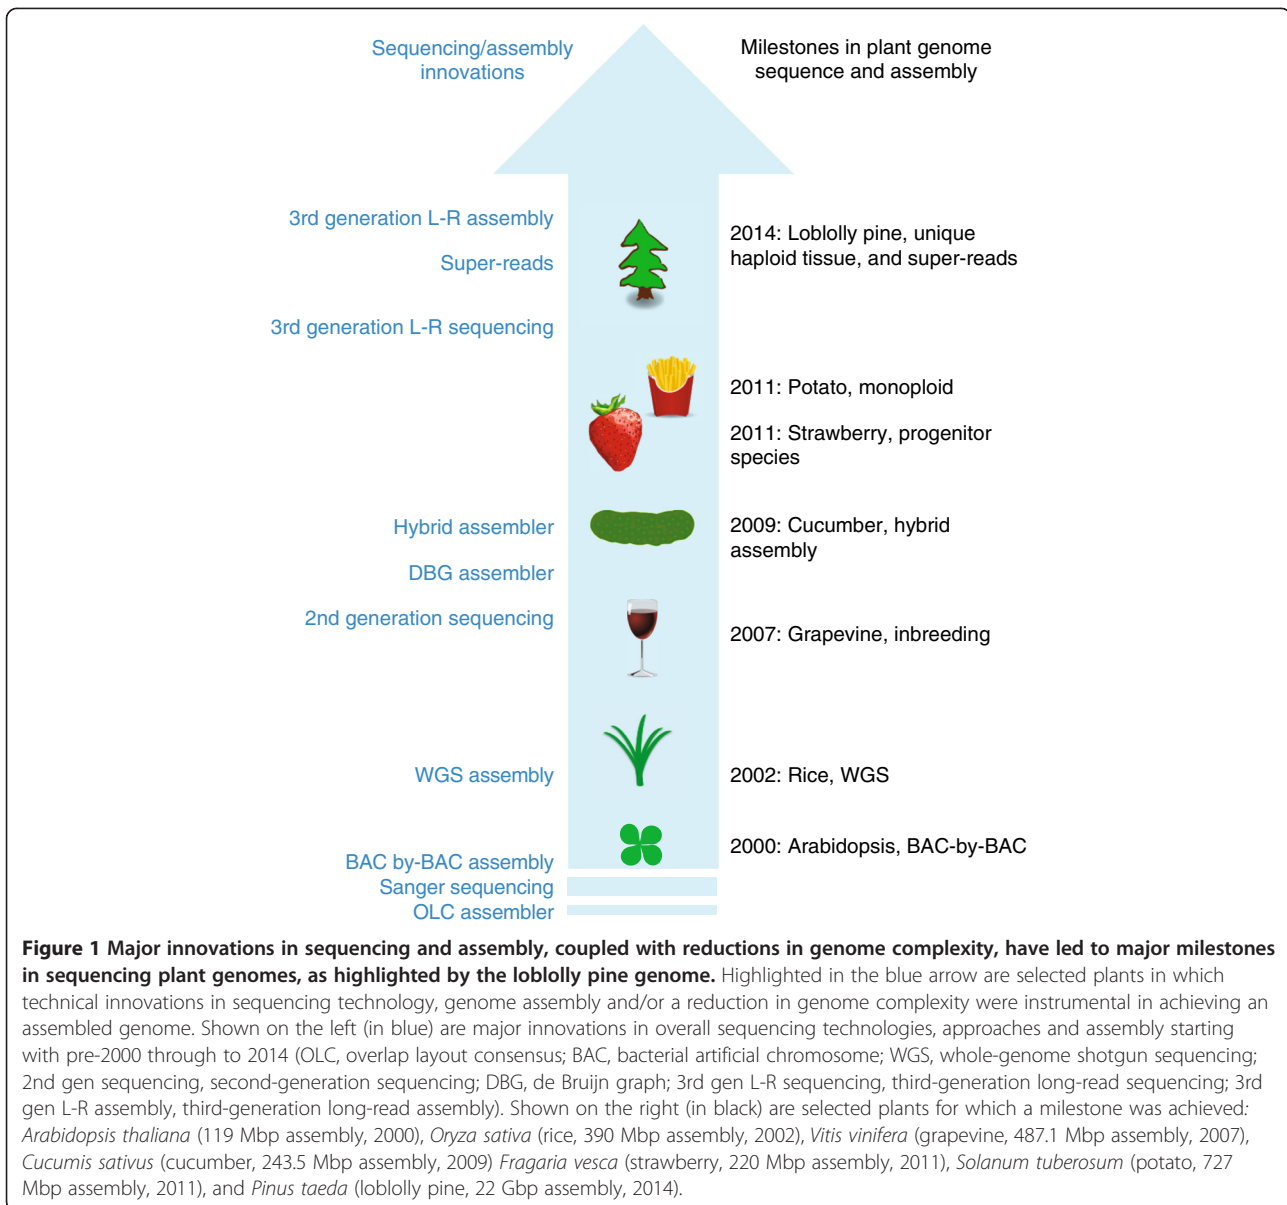 Sequencing/assembly
innovations
Milestones in plant genome
sequence and assembly
3rd generation L-R assembly
Super-reads
3rd generation L-R sequencing
2014: Loblolly pine, unique
haploid tissue, and super-reads
2011: Potato, monoploid
2011: Strawberry, progenitor
species
Hybrid assembler
2009: Cucumber, hybrid
assembly
DBG assembler
2nd generation sequencing
2007: Grapevine, inbreeding
WGS assembly
2002: Rice, WGS
2000: Arabidopsis, BAC-by-BAC
BAC by-BAC assembly
Sanger sequencing
OLC assembler
Figure 1 Major innovations in sequencing and assembly, coupled with reductions in genome complexity, have led to major milestones
in sequencing plant genomes, as highlighted by the loblolly pine genome. Highlighted in the blue arrow are selected plants in which
technical innovations in sequencing technology, genome assembly and/or a reduction in genome complexity were instrumental in achieving an
assembled genome. Shown on the left (in blue) are major innovations in overall sequencing technologies, approaches and assembly starting
with pre-2000 through to 2014 (OLC, overlap layout consensus; BAC, bacterial artificial chromosome; WGS, whole-genome shotgun sequencing;
2nd gen sequencing, second-generation sequencing; DBG, de Bruijn graph; 3rd gen L-R sequencing, third-generation long-read sequencing; 3rd
gen L-R assembly, third-generation long-read assembly). Shown on the right (in black) are selected plants for which a milestone was achieved:
Arabidopsis thaliana (119 Mbp assembly, 2000), Oryza sativa (rice, 390 Mbp assembly, 2002), Vitis vinifera (grapevine, 487.1 Mbp assembly, 2007),
Cucumis sativus (cucumber, 243.5 Mbp assembly, 2009) Fragaria vesca (strawberry, 220 Mbp assembly, 2011), Solanum tuberosum (potato, 727
Mbp assembly, 2011), and Pinus taeda (loblolly pine, 22 Gbp assembly, 2014).